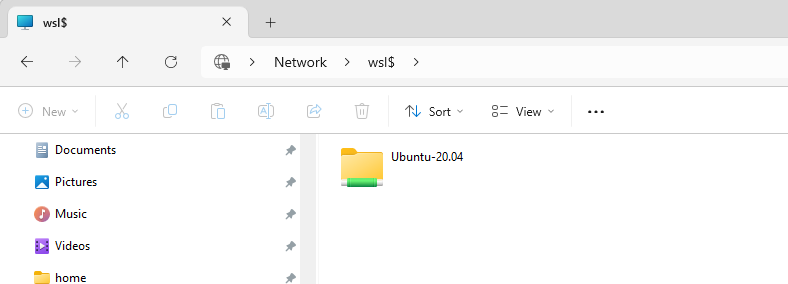 wsl$
Network wsl$
New Sort View
Documents
Pictures
Music
Videos
home
Ubuntu-20.04